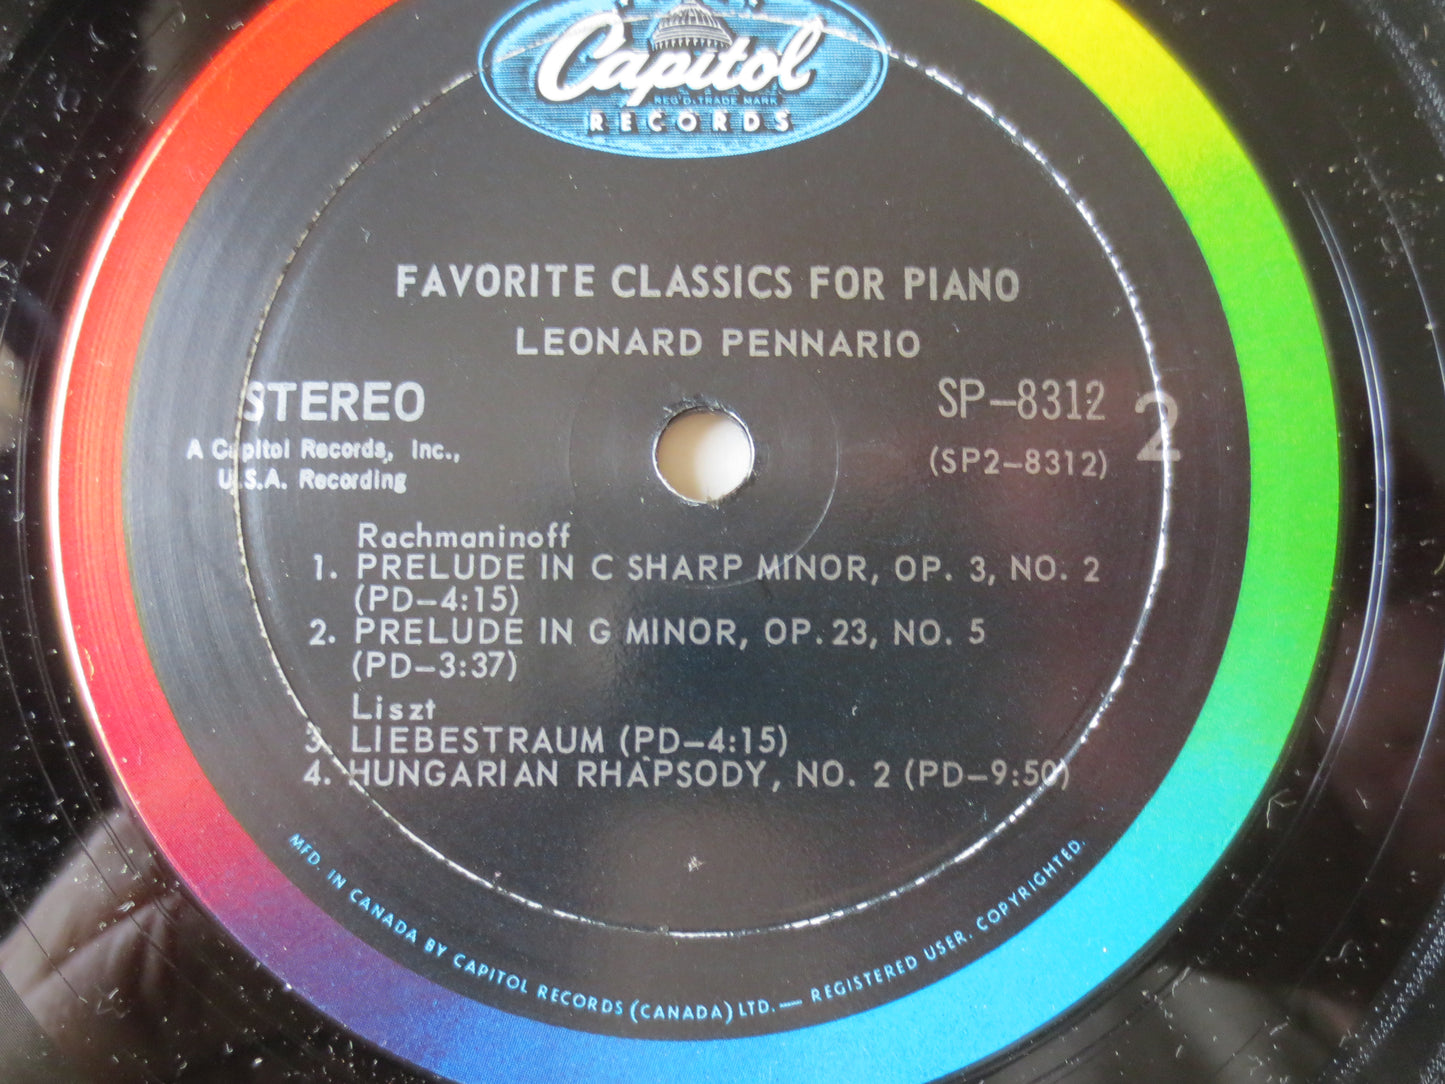 Capitol
REG'D. TRADE MARK
RECORDS
FAVORITE CLASSICS FOR PIANO
LEONARD PENNARIO
STEREO
A Capitol Records, Inc.,
U.S.A. Recording
SP-8312
(SP2-8312)
2
Rachmaninoff
1. PRELUDE IN C SHARP MINOR, OP. 3, NO. 2
(PD-4:15)
2. PRELUDE IN G MINOR, OP. 23, NO. 5
(PD-3:37)
Liszt
3. LIEBESTRAUM (PD-4:15)
4. HUNGARIAN RHAPSODY, NO. 2 (PD-9:50)
MFD. IN CANADA BY CAPITOL RECORDS (CANADA) LTD. — REGISTERED USER. COPYRIGHTED.